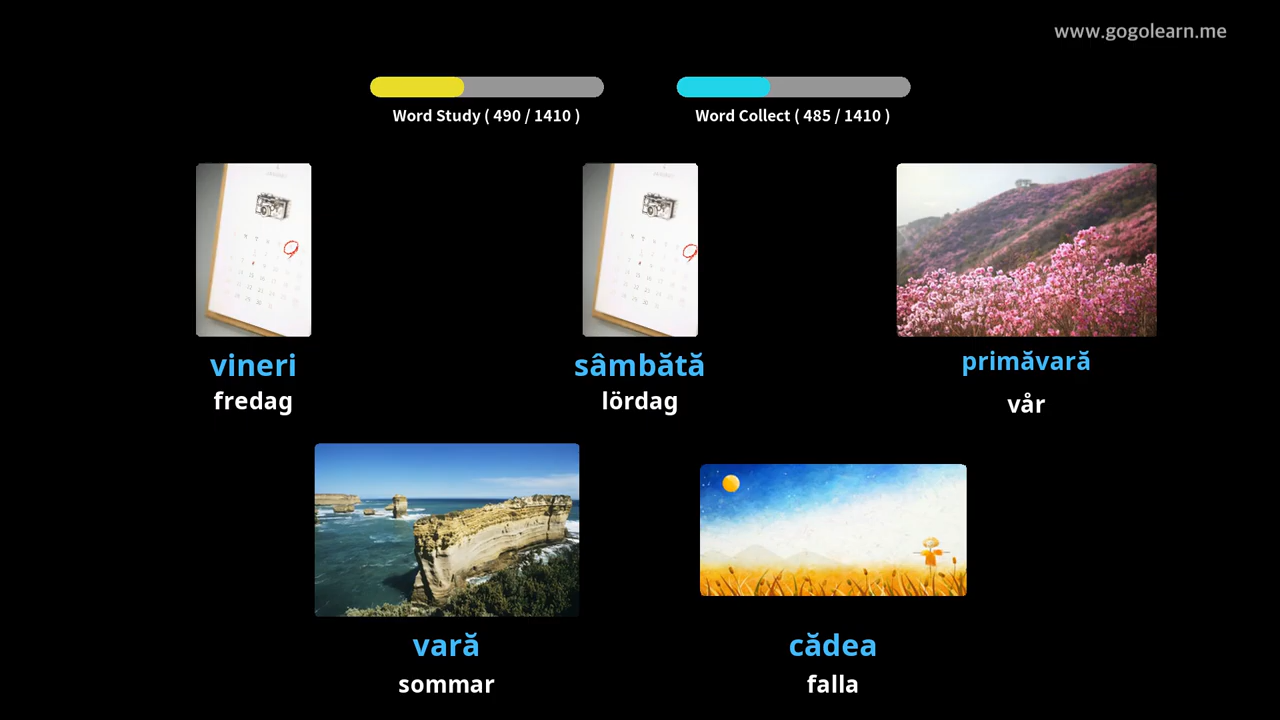 www.gogolearn.me
Word Study ( 490 / 1410 )
Word Collect ( 485 / 1410 )
vineri
fredag
sâmbătă
lördag
primăvară
vår
vară
sommar
cădea
falla